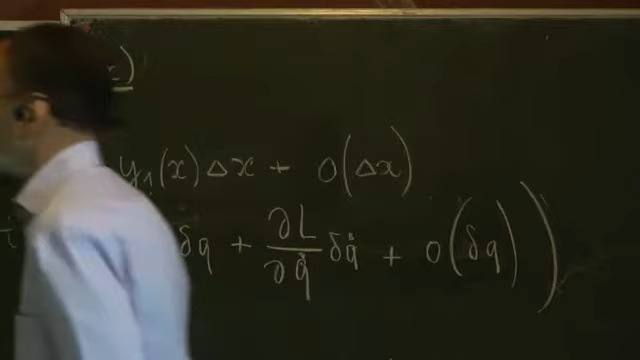 )
y₁(x)Δx + o(Δx)
δq + ∂L/∂q̇ δq̇ + o(δq))